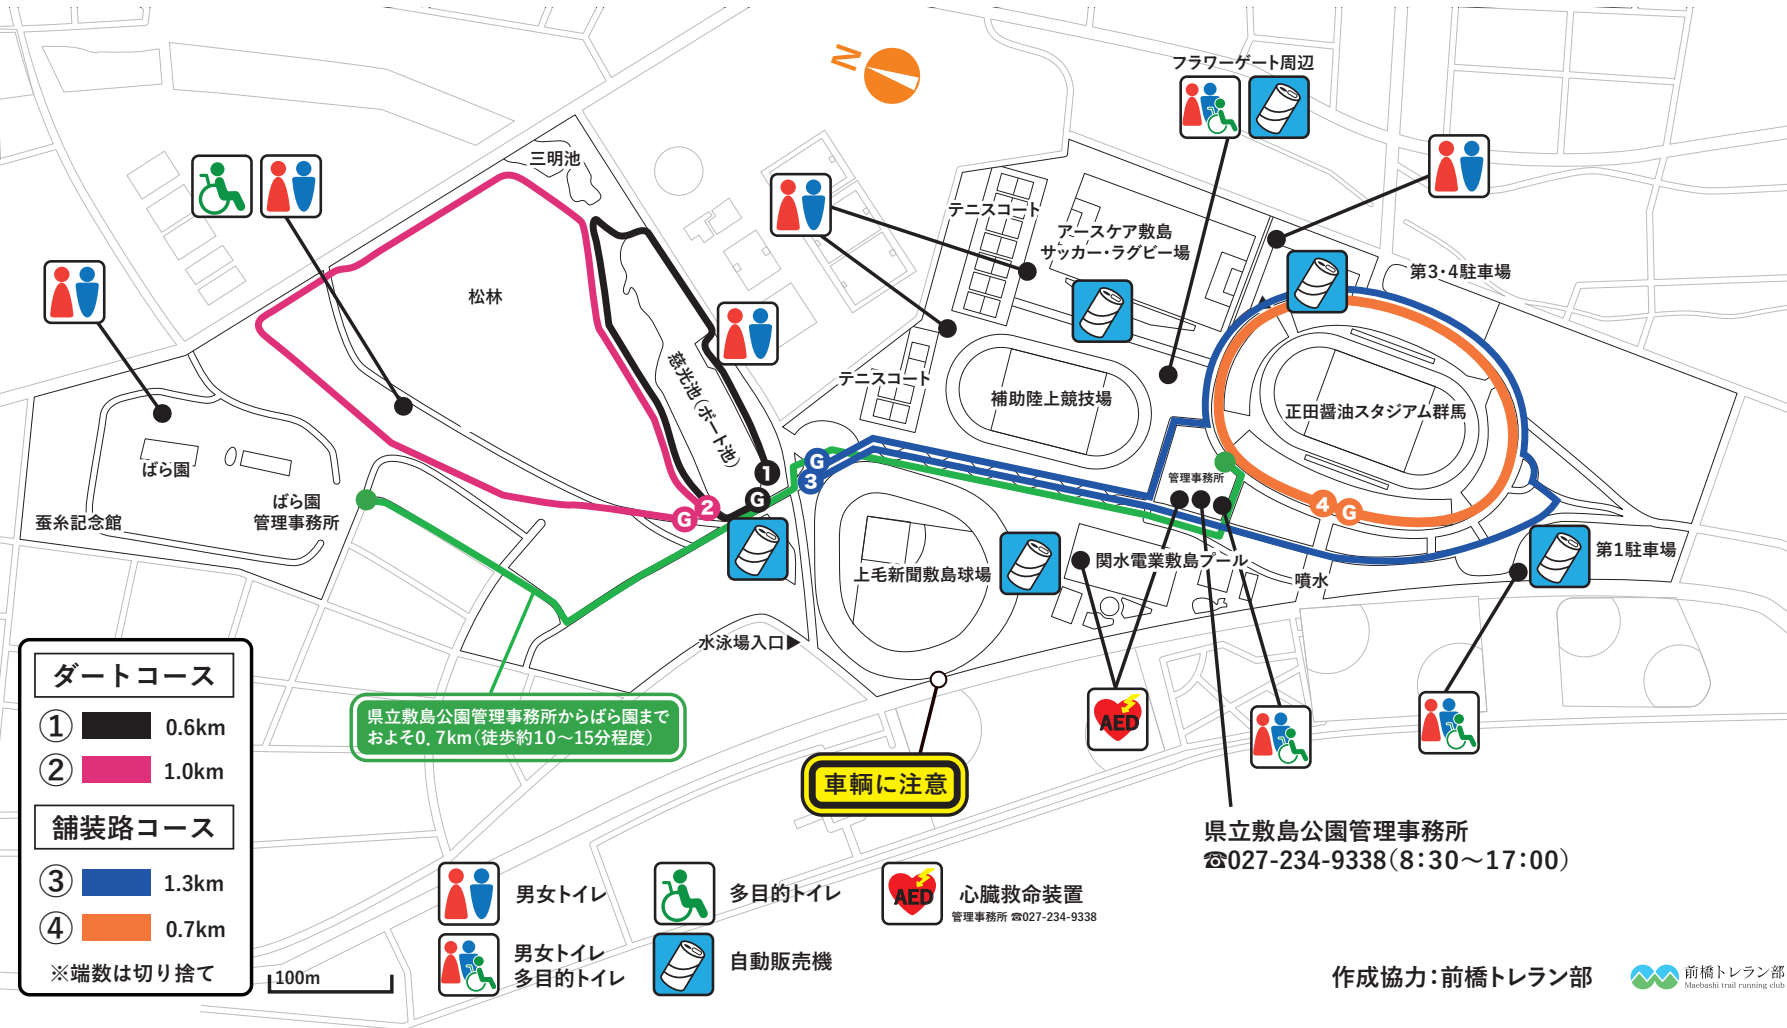 N
フラワーゲート周辺
三明池
テニスコート
アースケア敷島
サッカー・ラグビー場
第3・4駐車場
松林
慈光池(ボート池)
テニスコート
補助陸上競技場
正田醤油スタジアム群馬
ばら園
ばら園
管理事務所
蚕糸記念館
1
G
2
G
G
3
管理事務所
4
G
上毛新聞敷島球場
関水電業敷島プール
噴水
第1駐車場
水泳場入口▶
県立敷島公園管理事務所からばら園まで
およそ0.7km(徒歩約10〜15分程度)
車輌に注意
AED
県立敷島公園管理事務所
☎027-234-9338(8:30〜17:00)
ダートコース
① 0.6km
② 1.0km
舗装路コース
③ 1.3km
④ 0.7km
※端数は切り捨て
100m
男女トイレ
多目的トイレ
AED
心臓救命装置
管理事務所 ☎027-234-9338
男女トイレ
多目的トイレ
自動販売機
作成協力:前橋トレラン部
前橋トレラン部
Maebashi trail running club